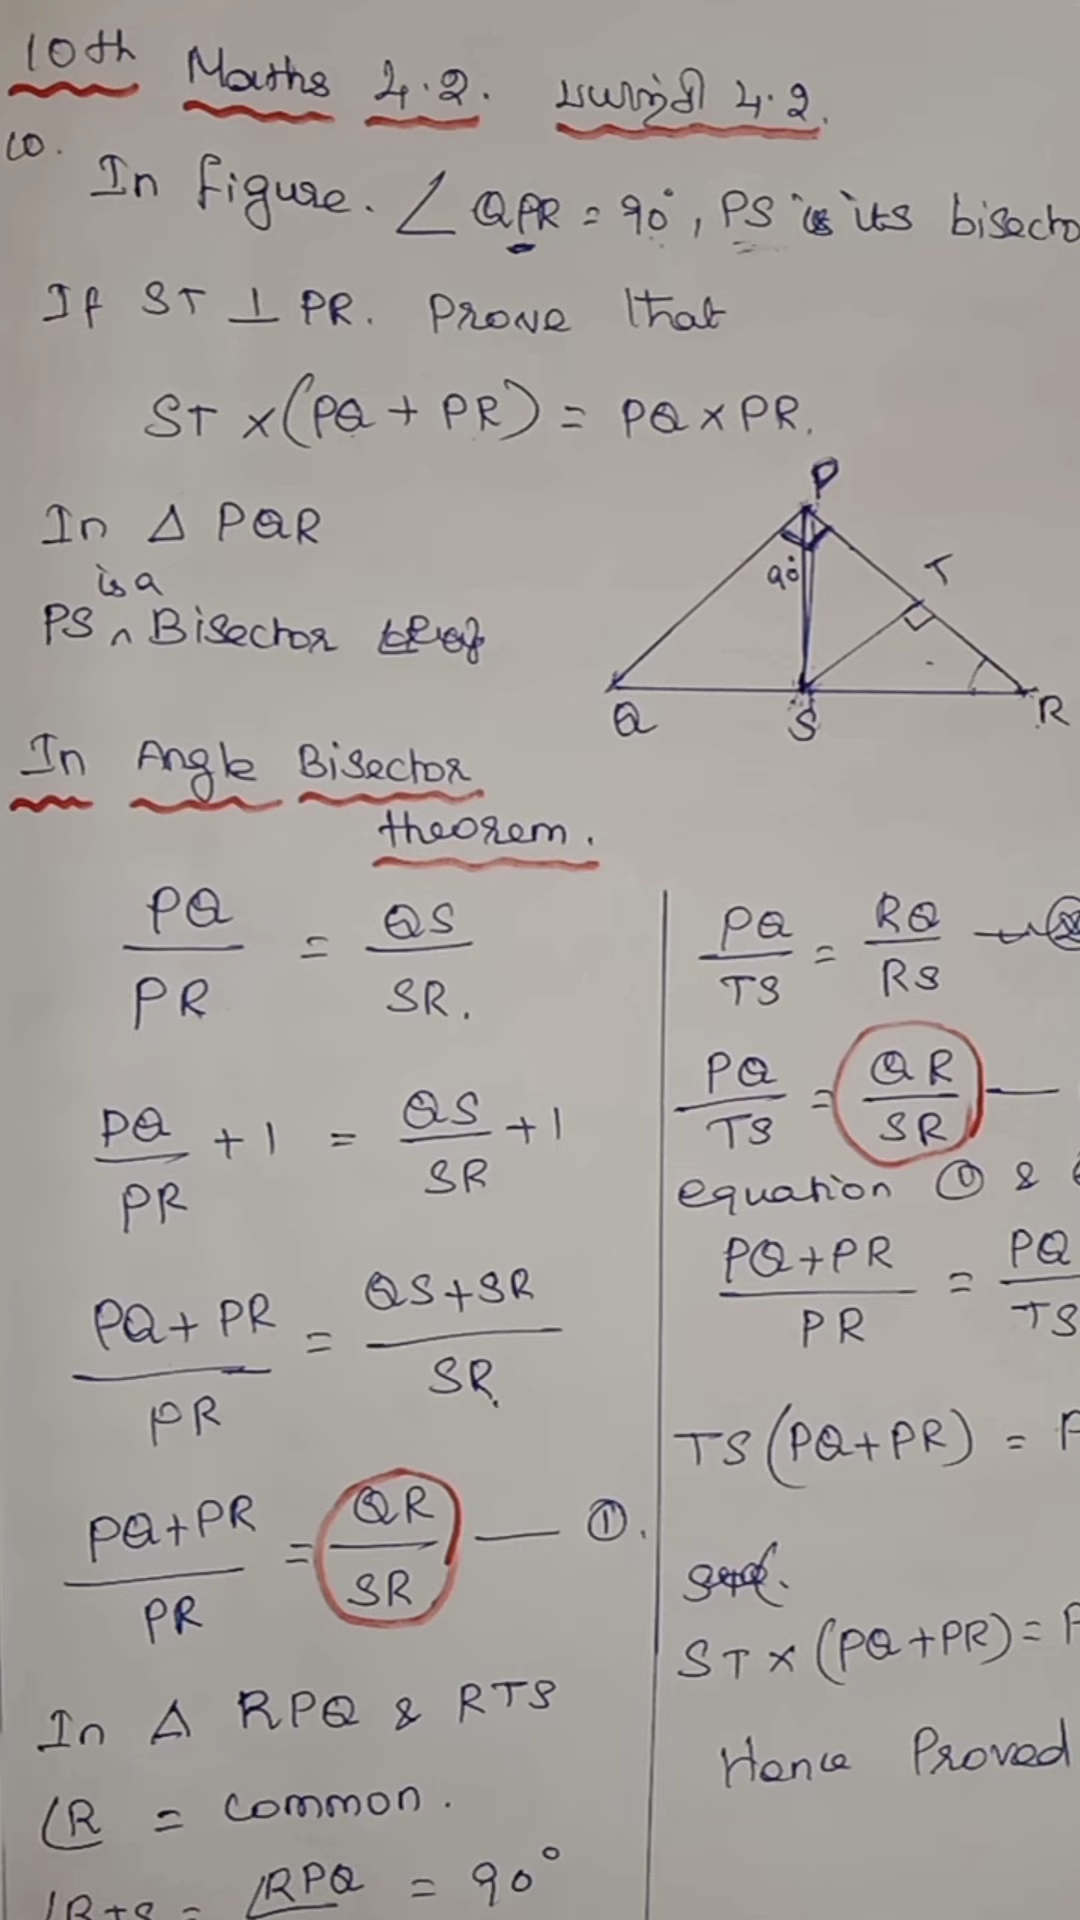 10th Maths 4.2. பயிற்சி 4.2.
10.
In figure. ∠QPR = 90°, PS is its bisecto
If ST ⊥ PR. Prove that
ST × (PQ + PR) = PQ × PR.
In Δ PQR
is a
PS ^ Bisector
P
90°
T
Q
S
R
In Angle Bisector
theorem.
PQ/PR = QS/SR.
PQ/PR + 1 = QS/SR + 1
PQ + PR/PR = QS + SR/SR.
PQ + PR/PR = QR/SR — ①.
In Δ RPQ & RTS
∠R = common.
∠RTS = ∠RPQ = 90°
PQ/TS = RQ/RS
PQ/TS = QR/SR —
equation ① &
PQ + PR/PR = PQ/TS
TS (PQ + PR) = P
ST × (PQ + PR) = P
Hence Proved